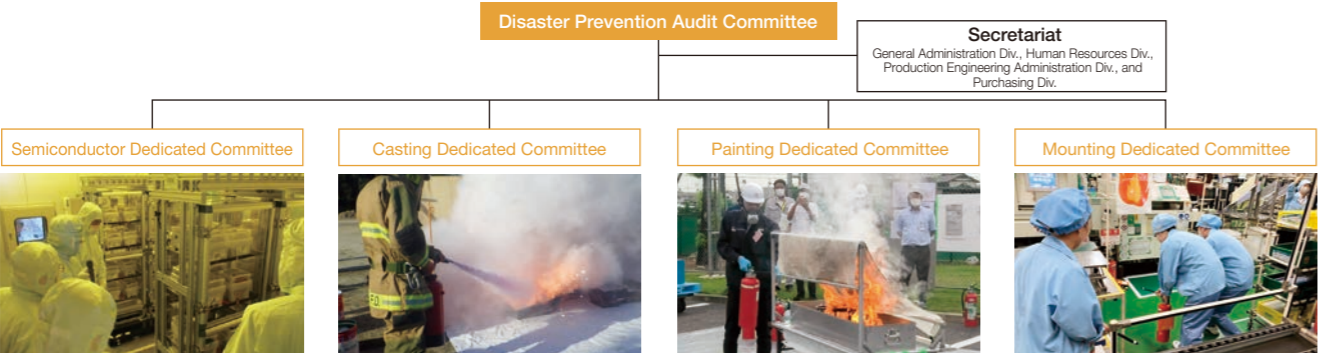 Disaster Prevention Audit Committee
Secretariat
General Administration Div., Human Resources Div.,
Production Engineering Administration Div., and
Purchasing Div.
Semiconductor Dedicated Committee
Casting Dedicated Committee
Painting Dedicated Committee
Mounting Dedicated Committee